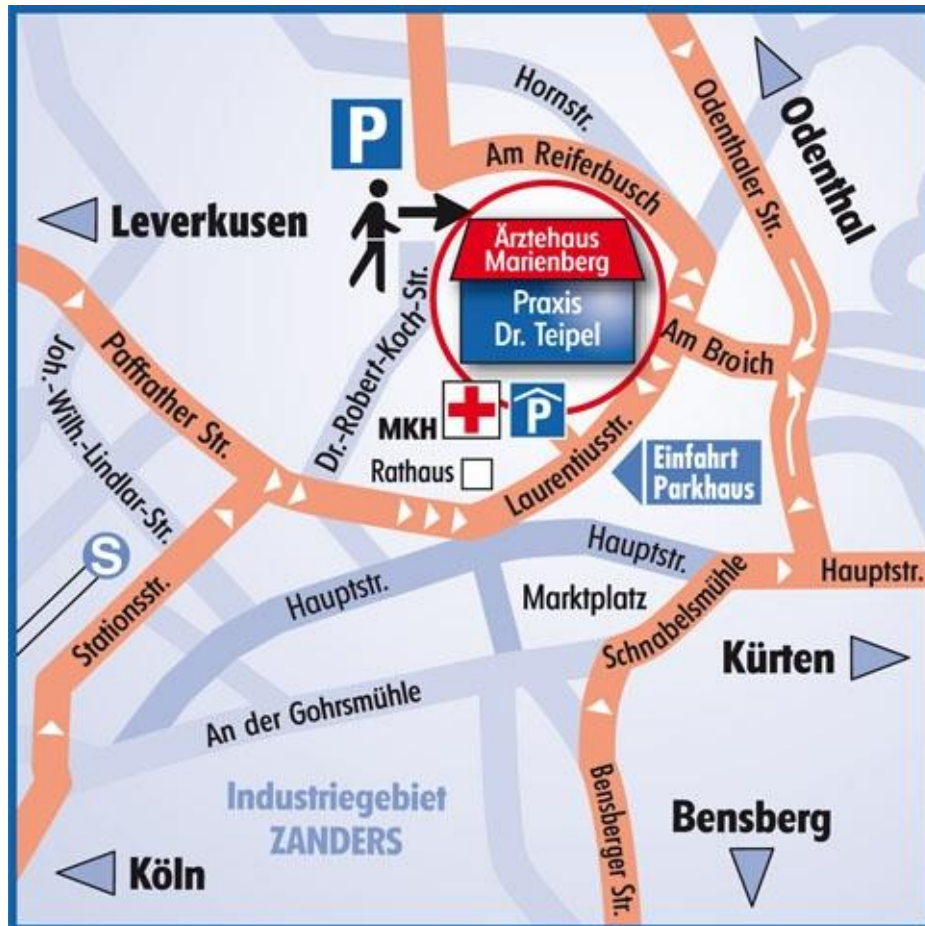 Hornstr.
P
Am Reiferbusch
Odenthaler Str.
Odenthal
Leverkusen
Ärztehaus
Marienberg
Praxis
Dr. Teipel
Am Broich
Joh.-Wilh.-Lindlar-Str.
Paffrather Str.
Dr.-Robert-Koch-Str.
MKH
P
Rathaus
Laurentiusstr.
Einfahrt
Parkhaus
S
Stationsstr.
Hauptstr.
Hauptstr.
Hauptstr.
Marktplatz
Schnabelsmühle
Kürten
An der Gohrsmühle
Industriegebiet
ZANDERS
Bensberger Str.
Bensberg
Köln